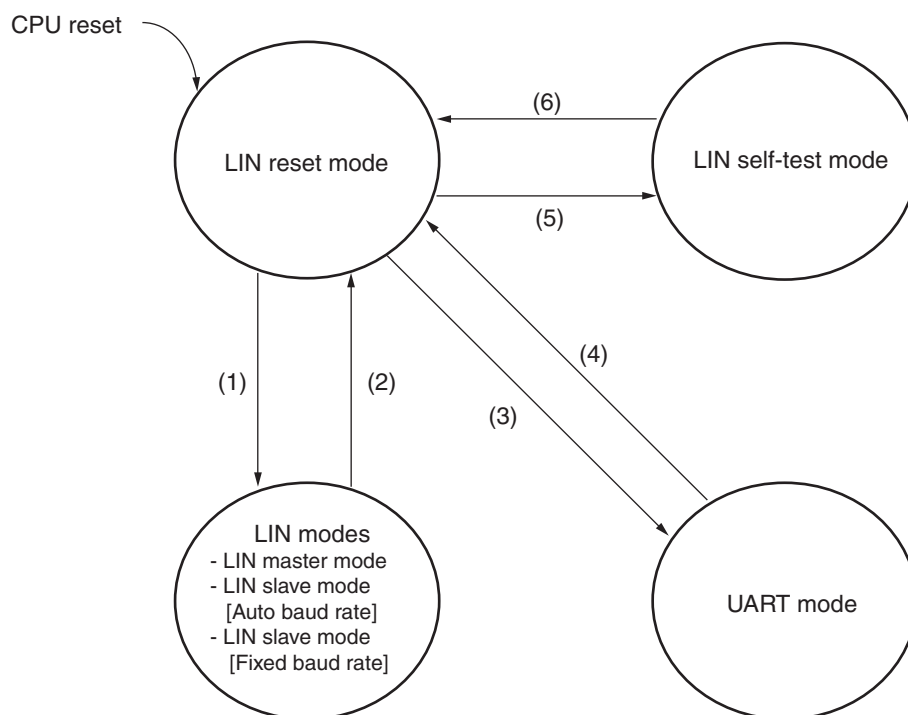 CPU reset
LIN reset mode
(6)
LIN self-test mode
(5)
(1)
(2)
(4)
(3)
LIN modes
- LIN master mode
- LIN slave mode
[Auto baud rate]
- LIN slave mode
[Fixed baud rate]
UART mode